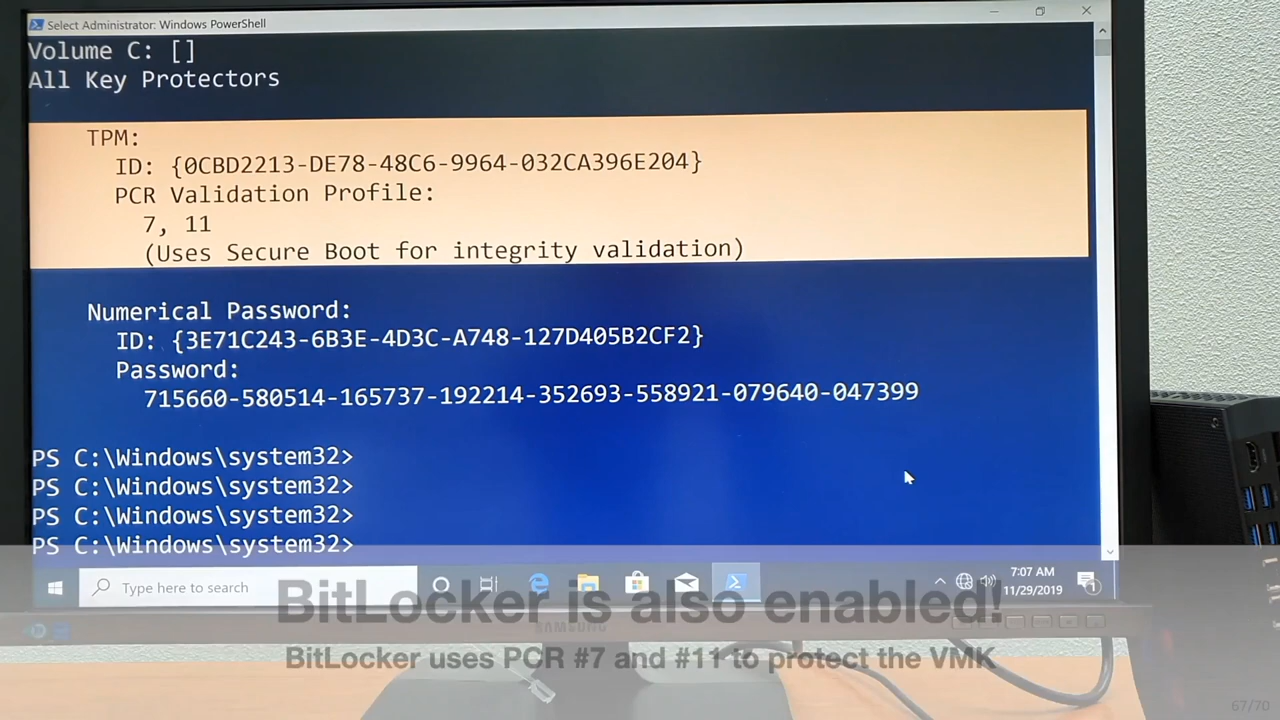 Select Administrator: Windows PowerShell
Volume C: []
All Key Protectors
TPM:
ID: {0CBD2213-DE78-48C6-9964-032CA396E204}
PCR Validation Profile:
7, 11
(Uses Secure Boot for integrity validation)
Numerical Password:
ID: {3E71C243-6B3E-4D3C-A748-127D405B2CF2}
Password:
715660-580514-165737-192214-352693-558921-079640-047399
PS C:\Windows\system32>
PS C:\Windows\system32>
PS C:\Windows\system32>
PS C:\Windows\system32>
Type here to search
7:07 AM
11/29/2019
1
BitLocker is also enabled!
SAMSUNG
BitLocker uses PCR #7 and #11 to protect the VMK
67/70